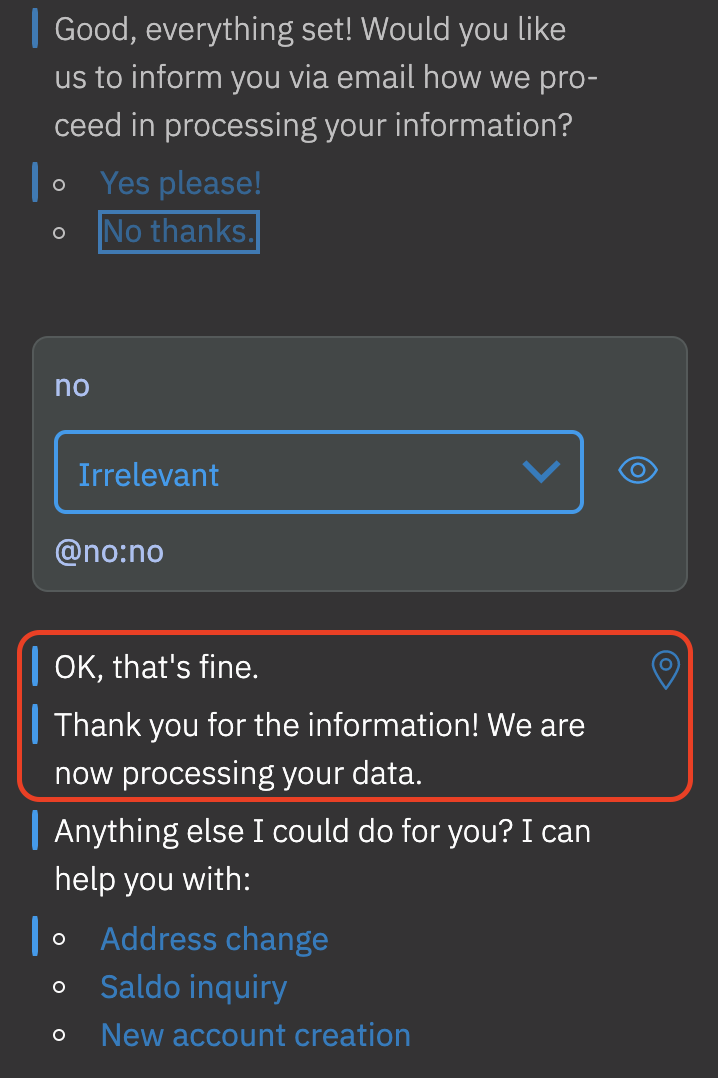 Good, everything set! Would you like
us to inform you via email how we pro-
ceed in processing your information?
Yes please!
No thanks.
no
Irrelevant
@no:no
OK, that's fine.
Thank you for the information! We are
now processing your data.
Anything else I could do for you? I can
help you with:
Address change
Saldo inquiry
New account creation